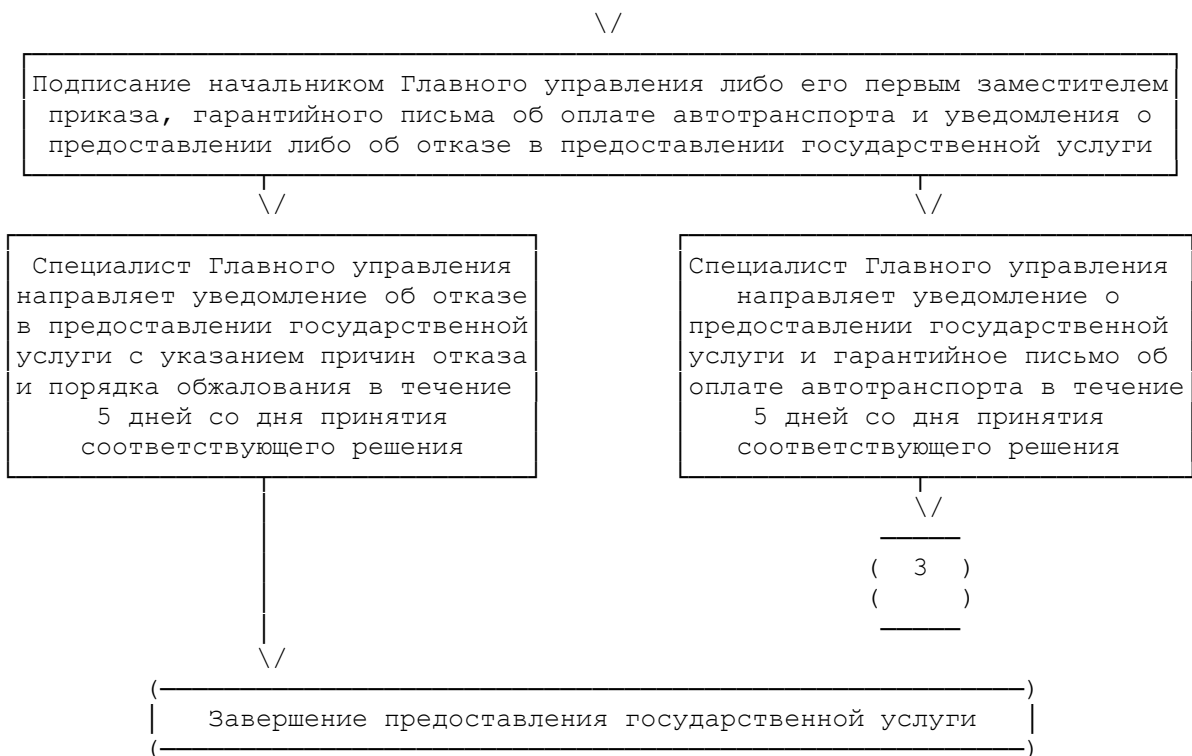 Подписание начальником Главного управления либо его первым заместителем
приказа, гарантийного письма об оплате автотранспорта и уведомления о
предоставлении либо об отказе в предоставлении государственной услуги
Специалист Главного управления
направляет уведомление об отказе
в предоставлении государственной
услуги с указанием причин отказа
и порядка обжалования в течение
5 дней со дня принятия
соответствующего решения
Специалист Главного управления
направляет уведомление о
предоставлении государственной
услуги и гарантийное письмо об
оплате автотранспорта в течение
5 дней со дня принятия
соответствующего решения
( 3 )
Завершение предоставления государственной услуги